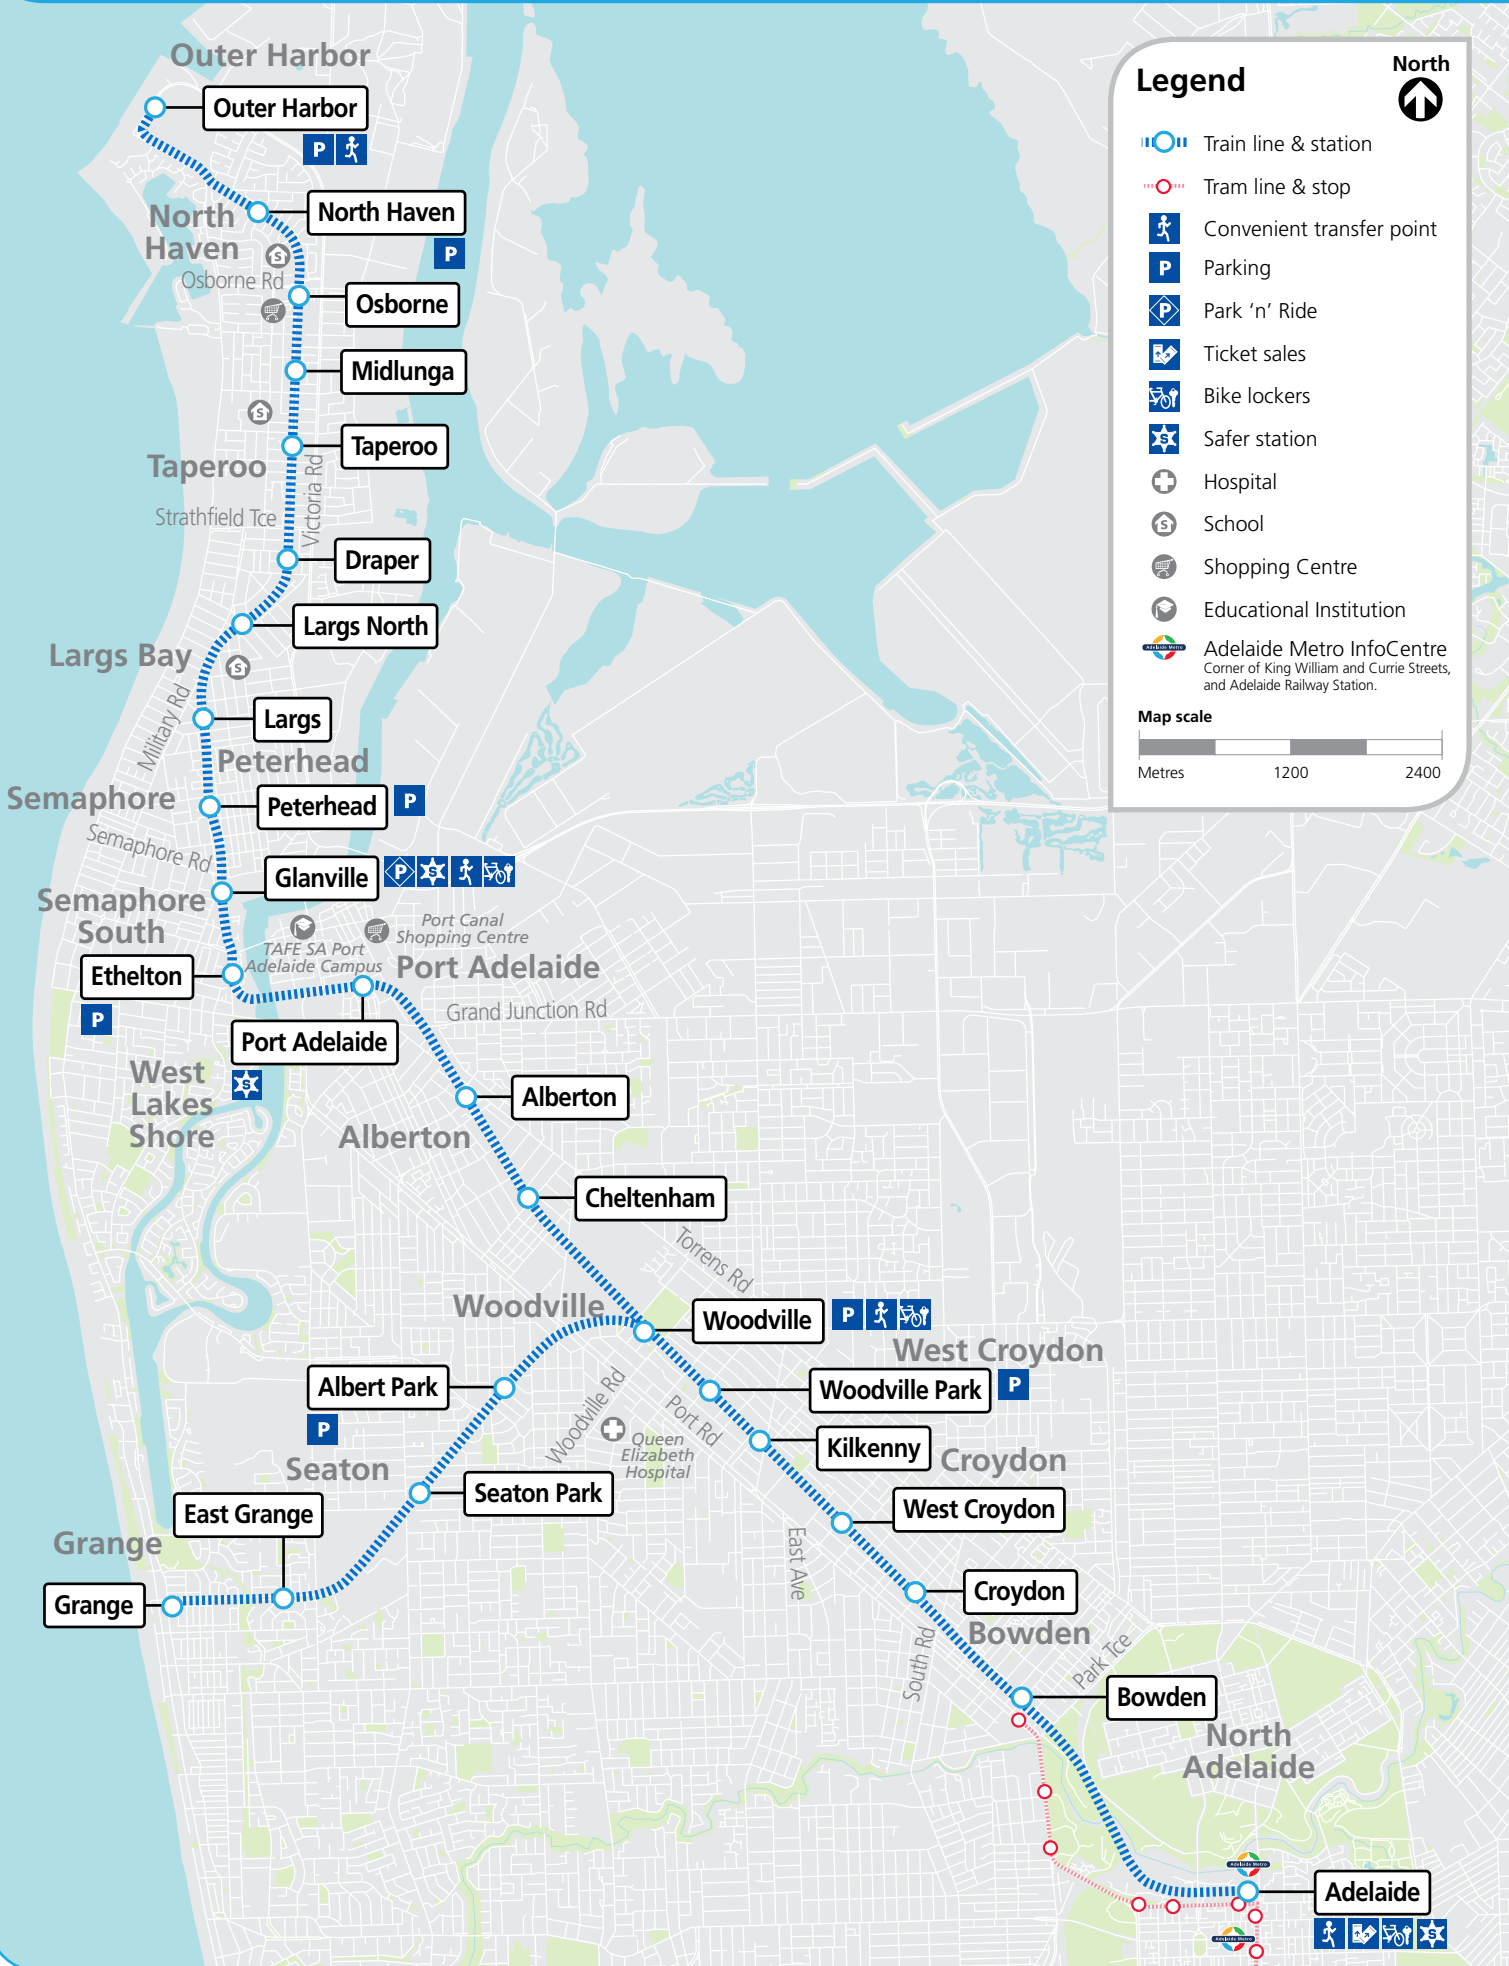 Outer Harbor
Outer Harbor
P
North Haven
North
Haven
P
S
Osborne Rd
Osborne
Midlunga
S
Taperoo
Taperoo
Victoria Rd
Strathfield Tce
Draper
Largs North
Largs Bay
S
Military Rd
Largs
Peterhead
Semaphore
Peterhead
P
Semaphore Rd
Glanville
P
S
Semaphore
South
Port Canal
Shopping Centre
TAFE SA Port
Adelaide Campus
Port Adelaide
Ethelton
P
Grand Junction Rd
Port Adelaide
S
West
Lakes
Shore
Alberton
Alberton
Cheltenham
Torrens Rd
Woodville
Woodville
P
West Croydon
Albert Park
P
Woodville Park
P
Woodville Rd
Port Rd
Queen
Elizabeth
Hospital
Kilkenny
Croydon
Seaton
Seaton Park
West Croydon
East Grange
Grange
East Ave
Grange
Croydon
Bowden
South Rd
Park Tce
Bowden
North
Adelaide
Adelaide Metro
Adelaide
S
Adelaide Metro
Legend
North
Train line & station
Tram line & stop
Convenient transfer point
P Parking
P Park ‘n’ Ride
Ticket sales
Bike lockers
S Safer station
Hospital
S School
Shopping Centre
Educational Institution
Adelaide Metro Adelaide Metro InfoCentre
Corner of King William and Currie Streets,
and Adelaide Railway Station.
Map scale
Metres 1200 2400